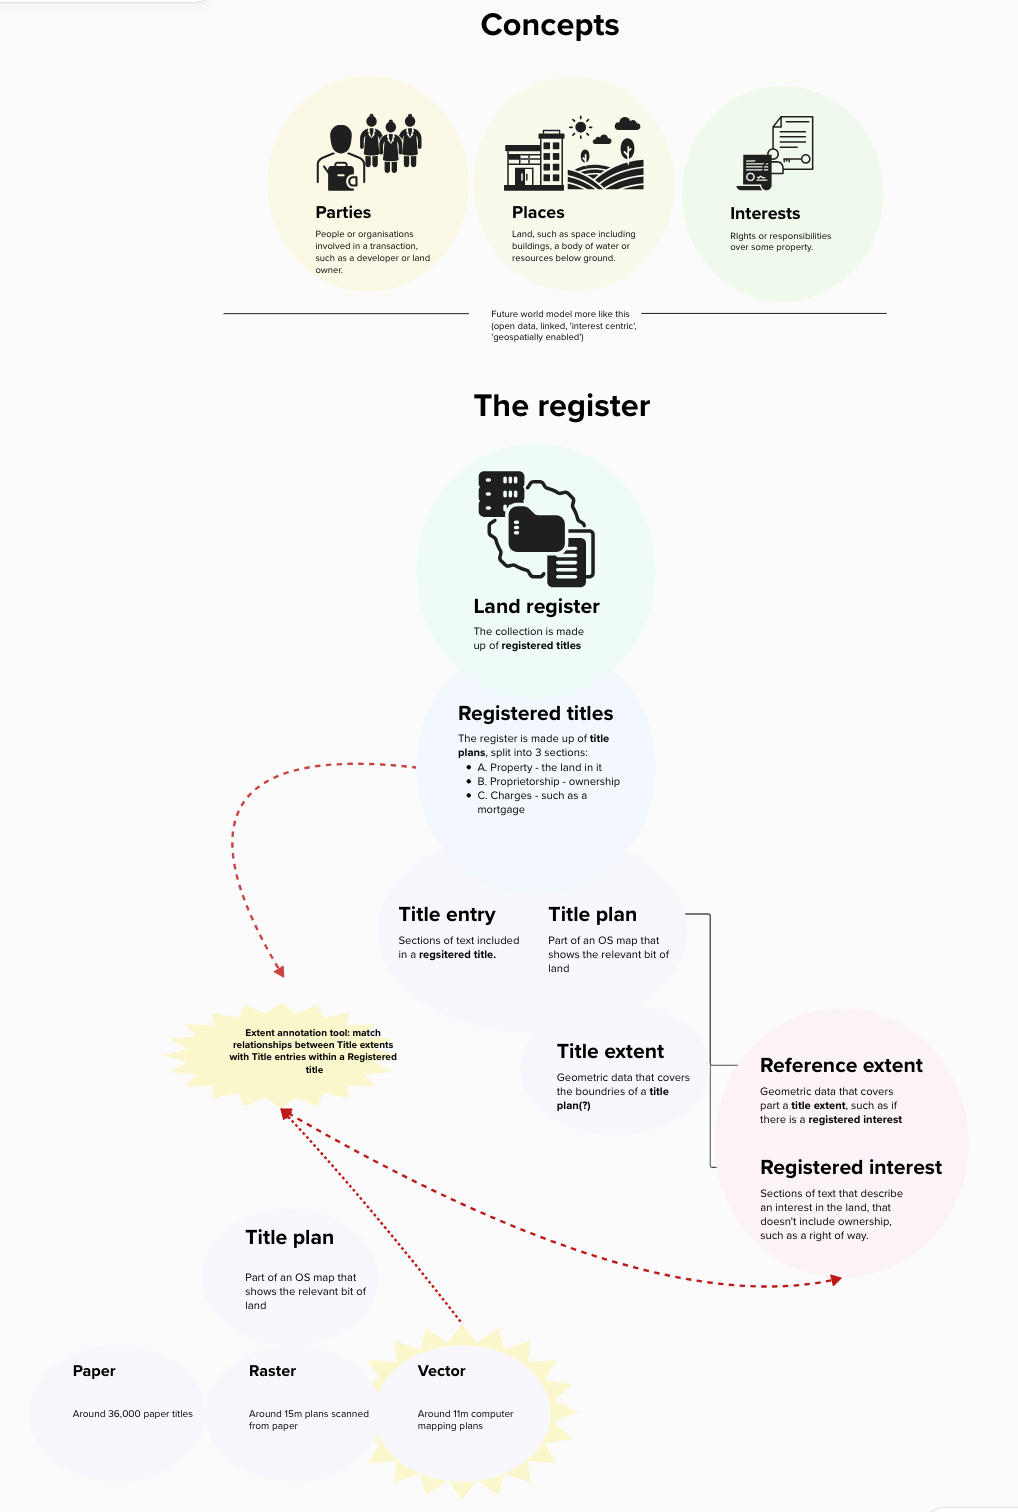 Concepts
Parties
People or organisations
involved in a transaction,
such as a developer or land
owner.
Places
Land, such as space including
buildings, a body of water or
resources below ground.
Interests
RIghts or responsibilities
over some property.
Future world model more like this
(open data, linked, 'interest centric',
'geospatially enabled')
The register
Land register
The collection is made
up of registered titles
Registered titles
The register is made up of title
plans, split into 3 sections:
• A. Property - the land in it
• B. Proprietorship - ownership
• C. Charges - such as a
mortgage
Title entry
Sections of text included
in a regsitered title.
Title plan
Part of an OS map that
shows the relevant bit of
land
Extent annotation tool: match
relationships between Title extents
with Title entries within a Registered
title
Title extent
Geometric data that covers
the boundries of a title
plan(?)
Reference extent
Geometric data that covers
part a title extent, such as if
there is a registered interest
Registered interest
Sections of text that describe
an interest in the land, that
doesn't include ownership,
such as a right of way.
Title plan
Part of an OS map that
shows the relevant bit of
land
Paper
Around 36,000 paper titles
Raster
Around 15m plans scanned
from paper
Vector
Around 11m computer
mapping plans